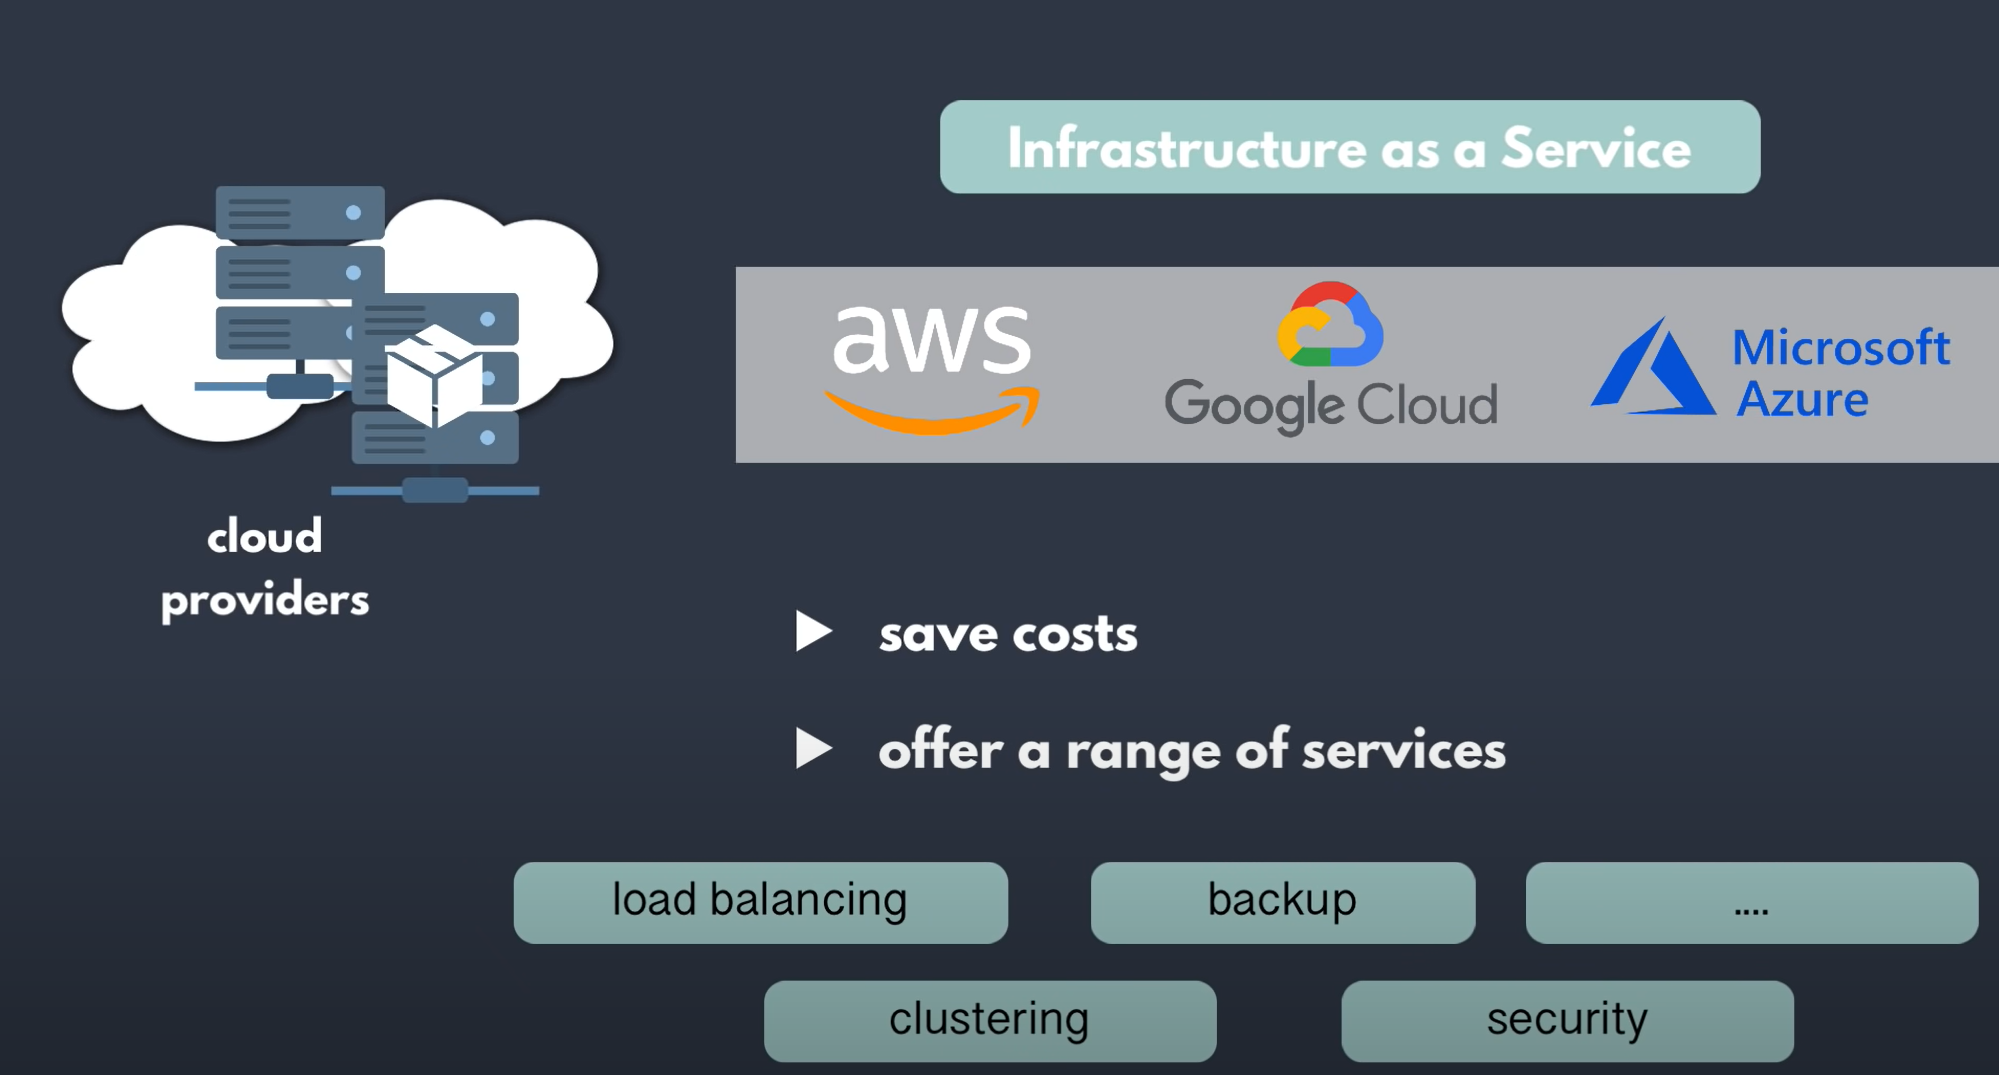 Infrastructure as a Service
aws
Google Cloud
Microsoft
Azure
cloud
providers
save costs
offer a range of services
load balancing
backup
....
clustering
security